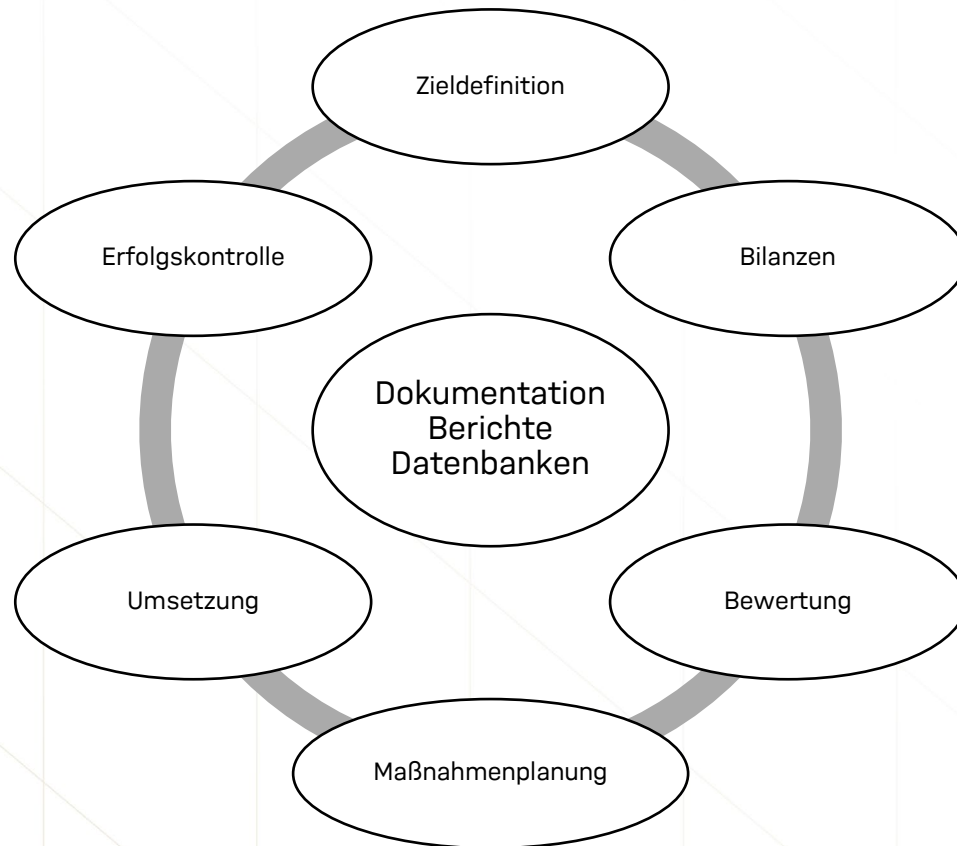 Zieldefinition
Erfolgskontrolle
Bilanzen
Dokumentation
Berichte
Datenbanken
Umsetzung
Bewertung
Maßnahmenplanung